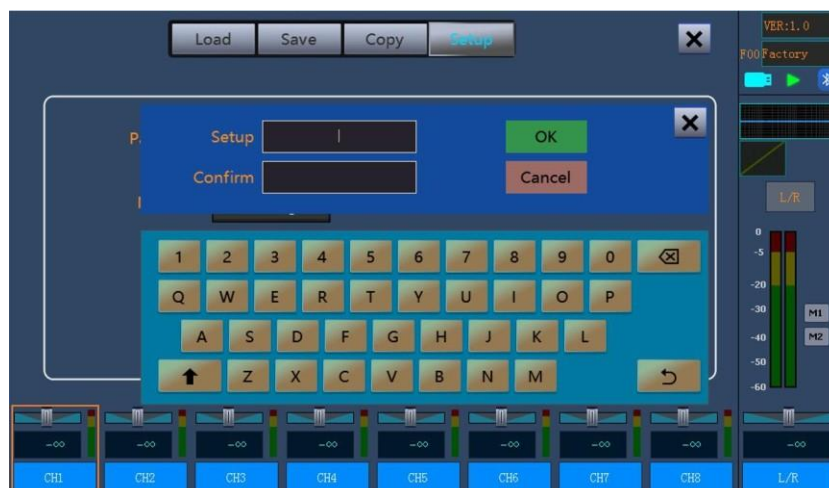 Load Save Copy Setup
VER:1.0
F00 Factory
P
Setup OK
Confirm Cancel
L/R
0
-5
-20
-30 M1
-40 M2
-50
-60
1 2 3 4 5 6 7 8 9 0
Q W E R T Y U I O P
A S D F G H J K L
Z X C V B N M
-∞ -∞ -∞ -∞ -∞ -∞ -∞ -∞ -∞
CH1 CH2 CH3 CH4 CH5 CH6 CH7 CH8 L/R